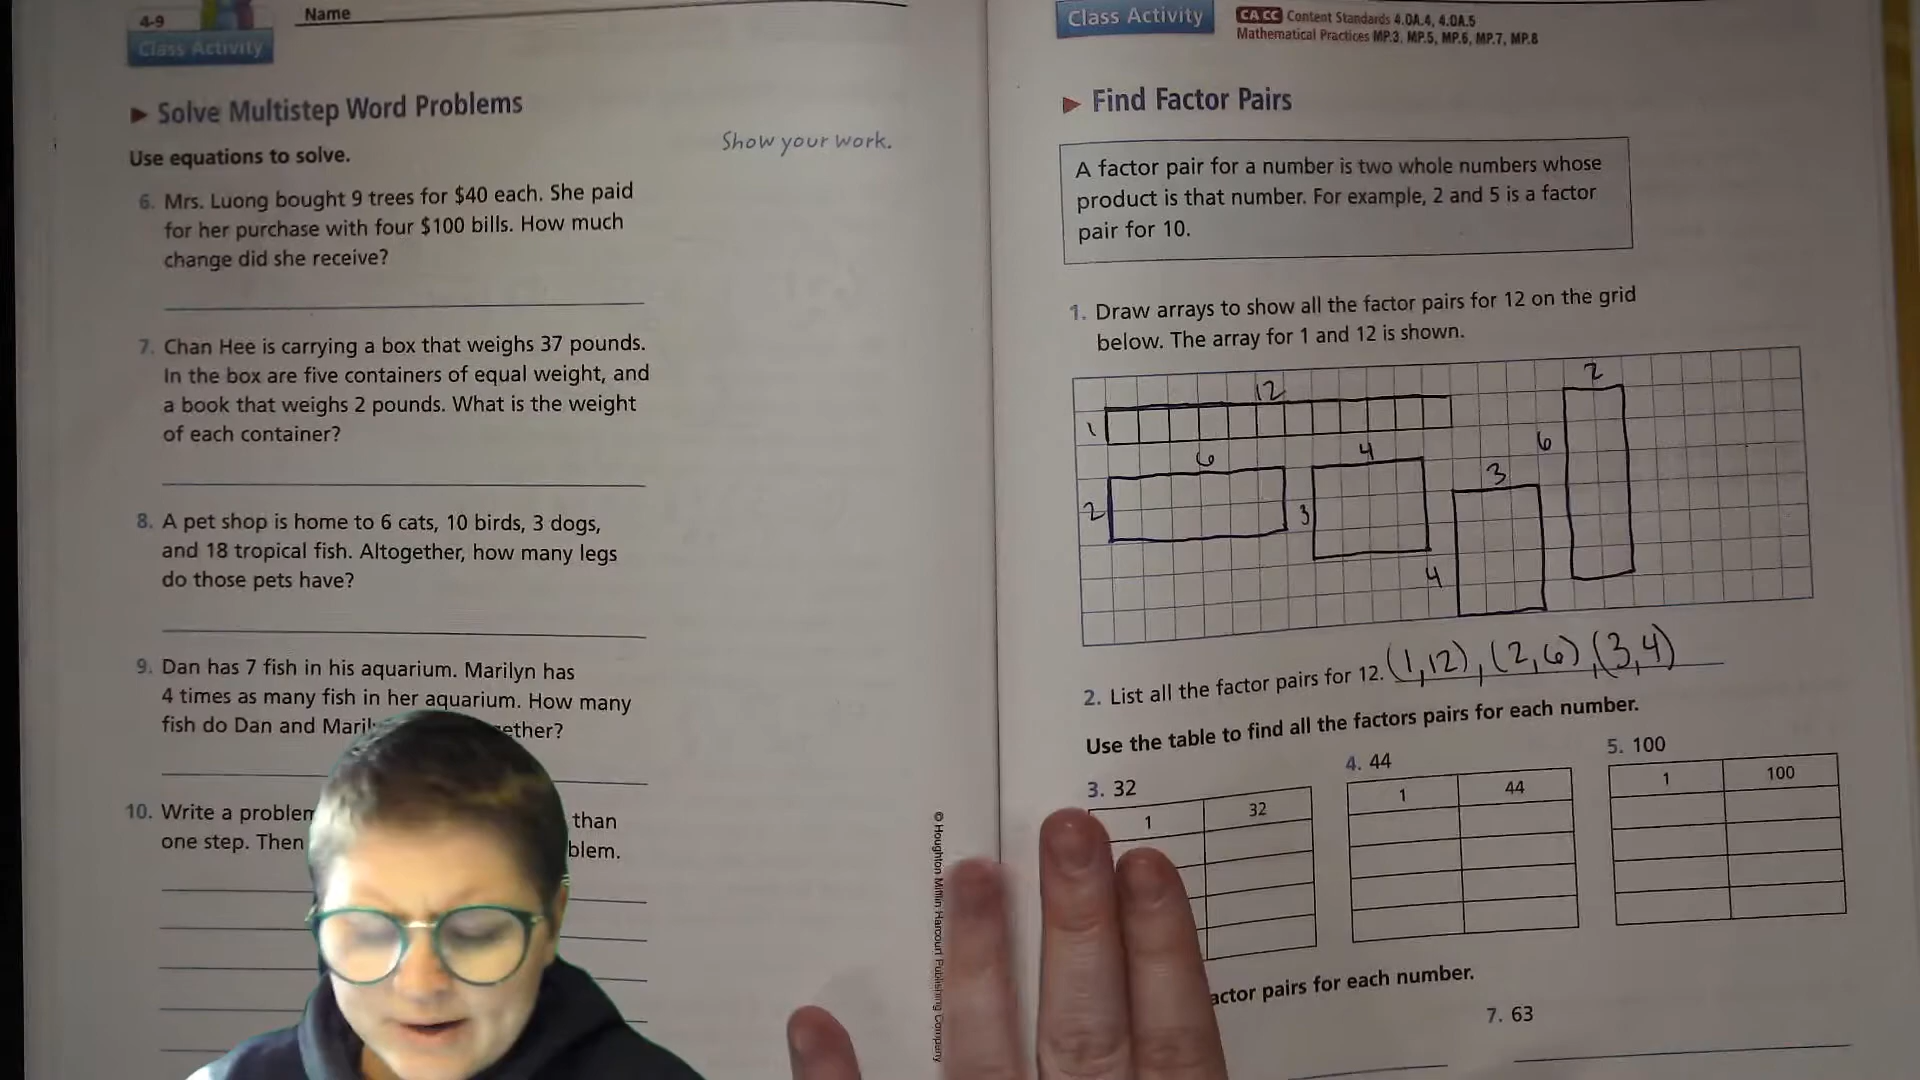 4-9
Class Activity
Name
Solve Multistep Word Problems
Show your work.
Use equations to solve.
6. Mrs. Luong bought 9 trees for $40 each. She paid
for her purchase with four $100 bills. How much
change did she receive?
7. Chan Hee is carrying a box that weighs 37 pounds.
In the box are five containers of equal weight, and
a book that weighs 2 pounds. What is the weight
of each container?
8. A pet shop is home to 6 cats, 10 birds, 3 dogs,
and 18 tropical fish. Altogether, how many legs
do those pets have?
9. Dan has 7 fish in his aquarium. Marilyn has
4 times as many fish in her aquarium. How many
fish do Dan and
10. Write a problem than
one step. Then
© Houghton Mifflin Harcourt Publishing Company
Class Activity
CA CC Content Standards 4.OA.4, 4.OA.5
Mathematical Practices MP.3, MP.5, MP.6, MP.7, MP.8
Find Factor Pairs
A factor pair for a number is two whole numbers whose
product is that number. For example, 2 and 5 is a factor
pair for 10.
1. Draw arrays to show all the factor pairs for 12 on the grid
below. The array for 1 and 12 is shown.
12
1
6
2
4
3
3
4
2
6
2. List all the factor pairs for 12. (1,12), (2,6), (3,4)
Use the table to find all the factors pairs for each number.
3. 32
1 32
4. 44
1 44
5. 100
1 100
pairs for each number.
7. 63